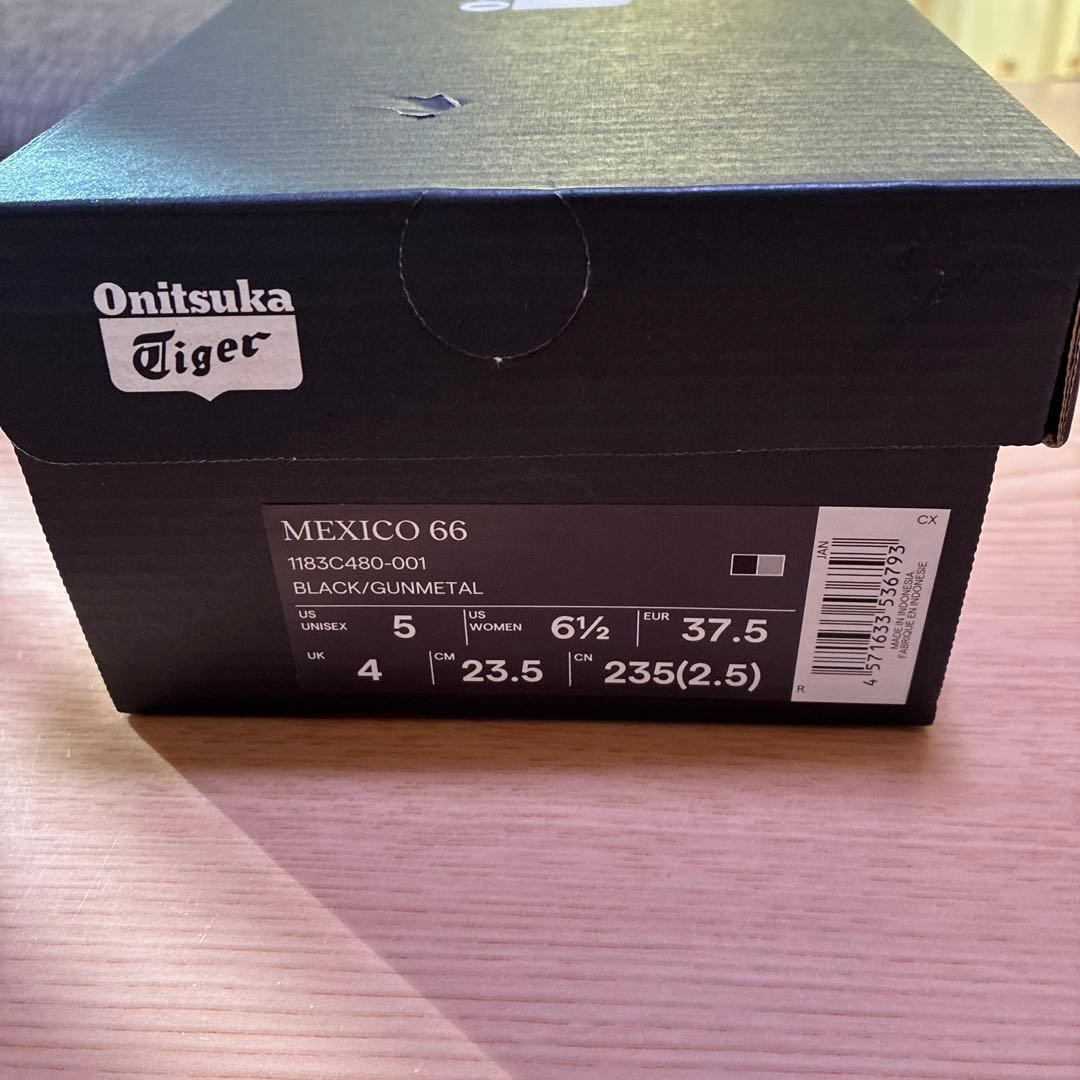 Onitsuka
Tiger
MEXICO 66
1183C480-001
BLACK/GUNMETAL
US UNISEX 5
US WOMEN 6½
EUR 37.5
UK 4
CM 23.5
CN 235(2.5)
CX
JAN
4 571633 536793
MADE IN INDONESIA
FABRIQUE EN INDONESIE
R